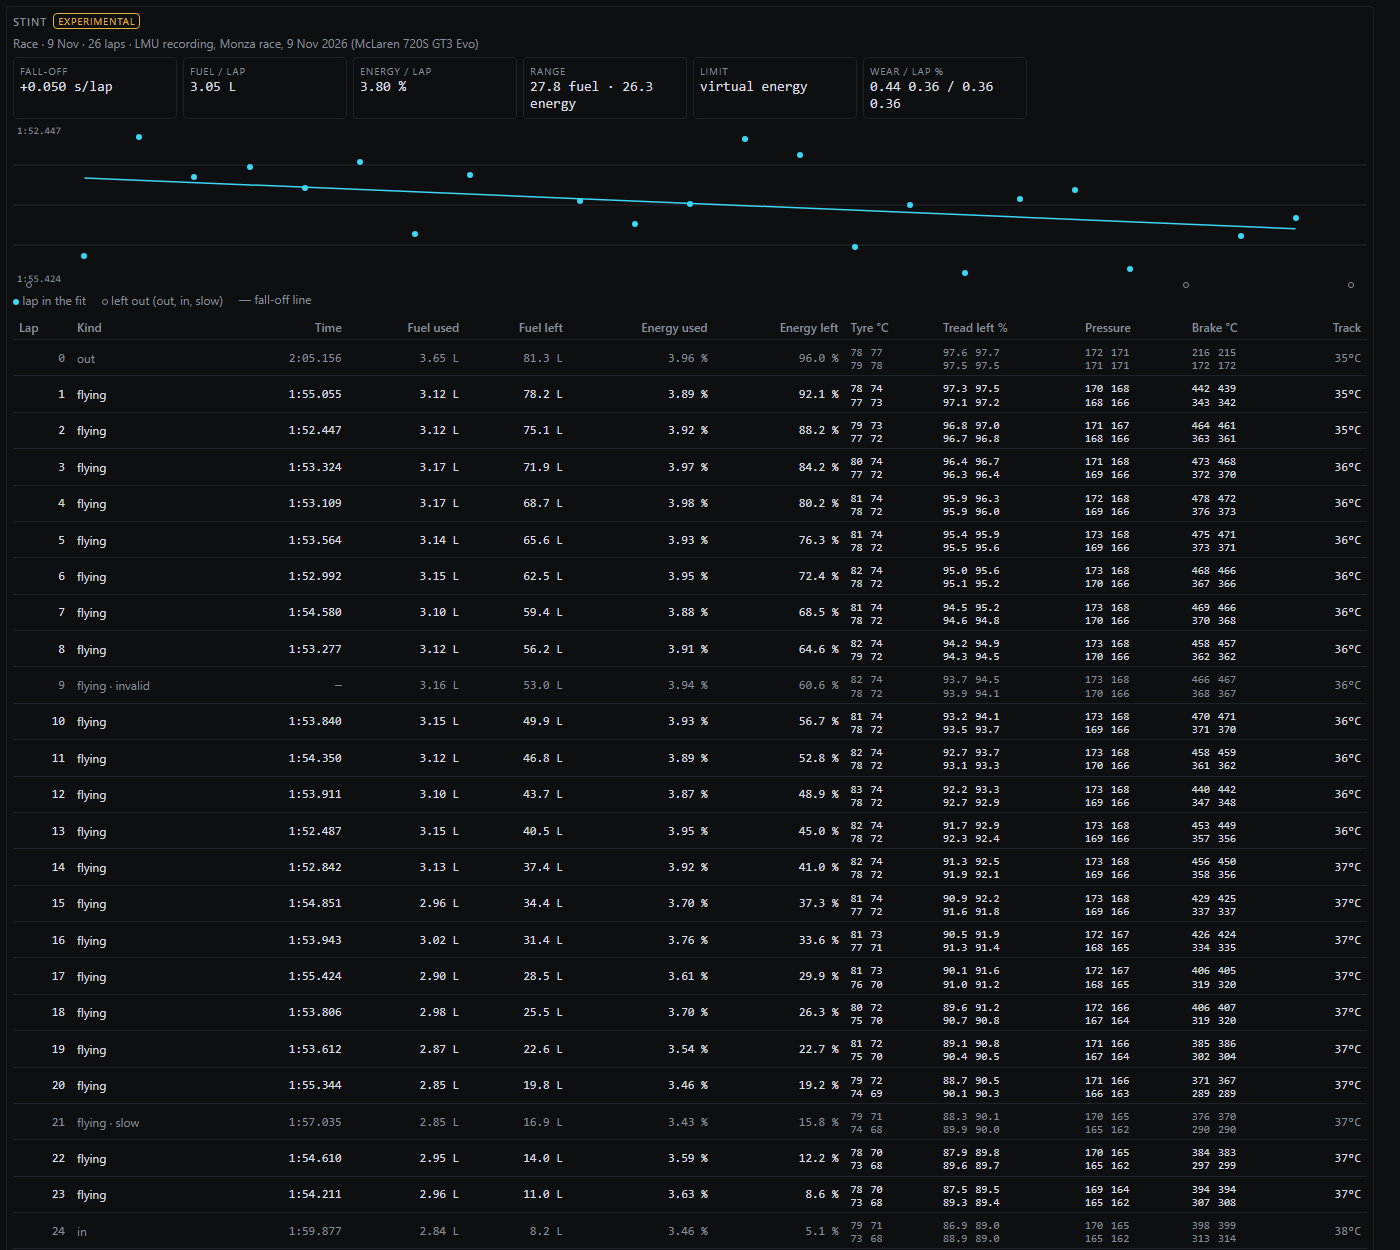 STINT EXPERIMENTAL
Race · 9 Nov · 26 laps · LMU recording, Monza race, 9 Nov 2026 (McLaren 720S GT3 Evo)
FALL-OFF
+0.050 s/lap
FUEL / LAP
3.05 L
ENERGY / LAP
3.80 %
RANGE
27.8 fuel · 26.3
energy
LIMIT
virtual energy
WEAR / LAP %
0.44 0.36 / 0.36
0.36
1:52.447
1:55.424
lap in the fit left out (out, in, slow) — fall-off line
Lap Kind Time Fuel used Fuel left Energy used Energy left Tyre °C Tread left % Pressure Brake °C Track
0 out 2:05.156 3.65 L 81.3 L 3.96 % 96.0 % 78 77 97.6 97.7 172 171 216 215 35°C
79 78 97.5 97.5 171 171 172 172
1 flying 1:55.055 3.12 L 78.2 L 3.89 % 92.1 % 78 74 97.3 97.5 170 168 442 439 35°C
77 73 97.1 97.2 168 166 343 342
2 flying 1:52.447 3.12 L 75.1 L 3.92 % 88.2 % 79 73 96.8 97.0 171 167 464 461 35°C
77 72 96.7 96.8 168 166 363 361
3 flying 1:53.324 3.17 L 71.9 L 3.97 % 84.2 % 80 74 96.4 96.7 171 168 473 468 36°C
77 72 96.3 96.4 169 166 372 370
4 flying 1:53.109 3.17 L 68.7 L 3.98 % 80.2 % 81 74 95.9 96.3 172 168 478 472 36°C
78 72 95.9 96.0 169 166 376 373
5 flying 1:53.564 3.14 L 65.6 L 3.93 % 76.3 % 81 74 95.4 95.9 173 168 475 471 36°C
78 72 95.5 95.6 169 166 373 371
6 flying 1:52.992 3.15 L 62.5 L 3.95 % 72.4 % 82 74 95.0 95.6 173 168 468 466 36°C
78 72 95.1 95.2 170 166 367 366
7 flying 1:54.580 3.10 L 59.4 L 3.88 % 68.5 % 81 74 94.5 95.2 173 168 469 466 36°C
78 72 94.6 94.8 170 166 370 368
8 flying 1:53.277 3.12 L 56.2 L 3.91 % 64.6 % 82 74 94.2 94.9 173 168 458 457 36°C
79 72 94.3 94.5 170 166 362 362
9 flying · invalid — 3.16 L 53.0 L 3.94 % 60.6 % 82 74 93.7 94.5 173 168 466 467 36°C
78 72 93.9 94.1 170 166 368 367
10 flying 1:53.840 3.15 L 49.9 L 3.93 % 56.7 % 81 74 93.2 94.1 173 168 470 471 36°C
78 72 93.5 93.7 169 166 371 370
11 flying 1:54.350 3.12 L 46.8 L 3.89 % 52.8 % 82 74 92.7 93.7 173 168 458 459 36°C
78 72 93.1 93.3 170 166 361 362
12 flying 1:53.911 3.10 L 43.7 L 3.87 % 48.9 % 83 74 92.2 93.3 173 168 440 442 36°C
78 72 92.7 92.9 169 166 347 348
13 flying 1:52.487 3.15 L 40.5 L 3.95 % 45.0 % 82 74 91.7 92.9 173 168 453 449 36°C
78 72 92.3 92.4 169 166 357 356
14 flying 1:52.842 3.13 L 37.4 L 3.92 % 41.0 % 82 74 91.3 92.5 173 168 456 450 37°C
78 72 91.9 92.1 169 166 358 356
15 flying 1:54.851 2.96 L 34.4 L 3.70 % 37.3 % 81 74 90.9 92.2 173 168 429 425 37°C
77 72 91.6 91.8 169 166 337 337
16 flying 1:53.943 3.02 L 31.4 L 3.76 % 33.6 % 81 73 90.5 91.9 172 167 426 424 37°C
77 71 91.3 91.4 168 165 334 335
17 flying 1:55.424 2.90 L 28.5 L 3.61 % 29.9 % 81 73 90.1 91.6 172 167 406 405 37°C
76 70 91.0 91.2 168 165 319 320
18 flying 1:53.806 2.98 L 25.5 L 3.70 % 26.3 % 80 72 89.6 91.2 172 166 406 407 37°C
75 70 90.7 90.8 167 164 319 320
19 flying 1:53.612 2.87 L 22.6 L 3.54 % 22.7 % 81 72 89.1 90.8 171 166 385 386 37°C
75 70 90.4 90.5 167 164 302 304
20 flying 1:55.344 2.85 L 19.8 L 3.46 % 19.2 % 79 72 88.7 90.5 171 166 371 367 37°C
74 69 90.1 90.3 166 163 289 289
21 flying · slow 1:57.035 2.85 L 16.9 L 3.43 % 15.8 % 79 71 88.3 90.1 170 165 376 370 37°C
74 68 89.9 90.0 165 162 290 290
22 flying 1:54.610 2.95 L 14.0 L 3.59 % 12.2 % 78 70 87.9 89.8 170 165 384 383 37°C
73 68 89.6 89.7 165 162 297 299
23 flying 1:54.211 2.96 L 11.0 L 3.63 % 8.6 % 78 70 87.5 89.5 169 164 394 394 37°C
73 68 89.3 89.4 165 162 307 308
24 in 1:59.877 2.84 L 8.2 L 3.46 % 5.1 % 79 71 86.9 89.0 170 165 398 399 38°C
73 68 88.9 89.0 165 162 313 314